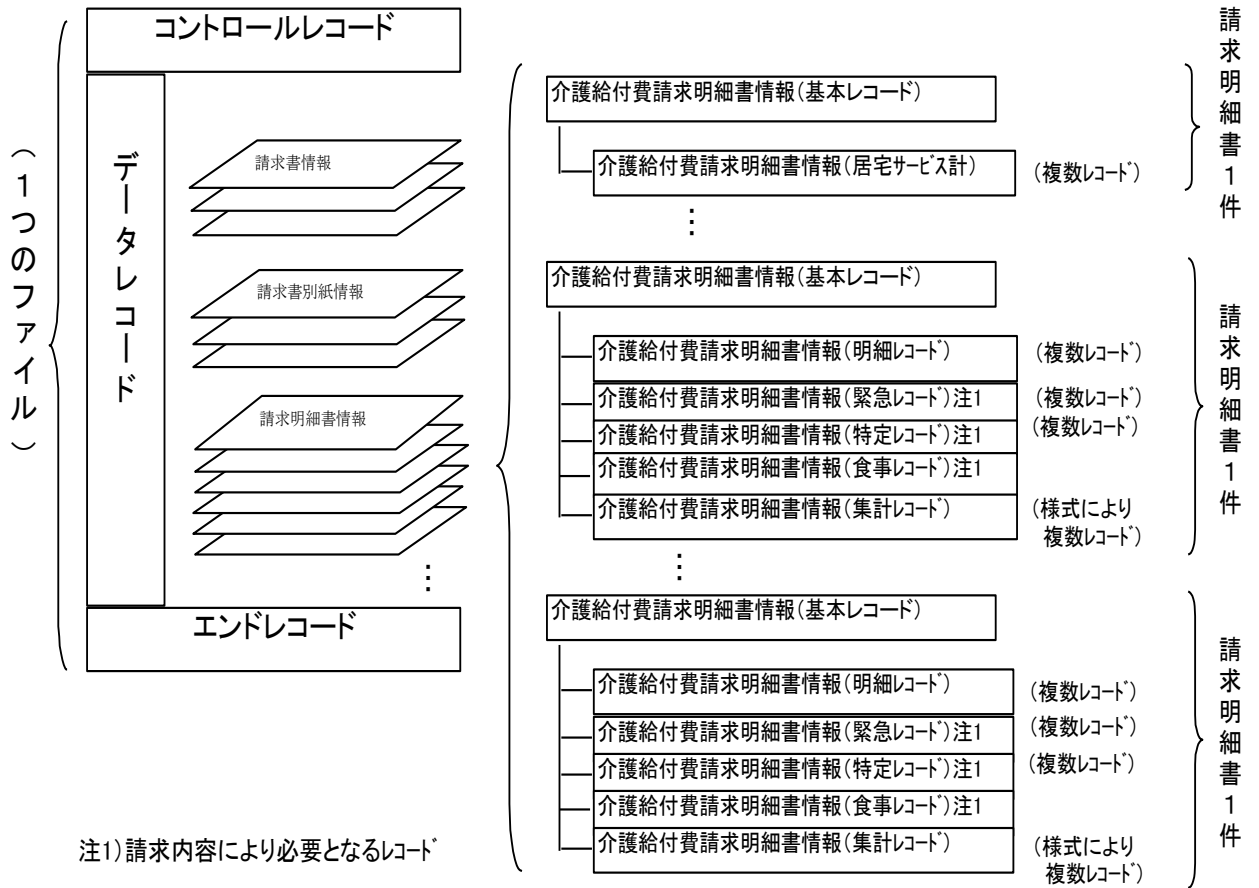 (1つのファイル)
コントロールレコード
データレコード
請求書情報
請求書別紙情報
請求明細書情報
⋮
エンドレコード
注1)請求内容により必要となるレコード
介護給付費請求明細書情報(基本レコード)
介護給付費請求明細書情報(居宅サービス計)
(複数レコード)
⋮
請求明細書1件
介護給付費請求明細書情報(基本レコード)
介護給付費請求明細書情報(明細レコード)
(複数レコード)
介護給付費請求明細書情報(緊急レコード)注1
(複数レコード)
介護給付費請求明細書情報(特定レコード)注1
(複数レコード)
介護給付費請求明細書情報(食事レコード)注1
介護給付費請求明細書情報(集計レコード)
(様式により
複数レコード)
⋮
請求明細書1件
介護給付費請求明細書情報(基本レコード)
介護給付費請求明細書情報(明細レコード)
(複数レコード)
介護給付費請求明細書情報(緊急レコード)注1
(複数レコード)
介護給付費請求明細書情報(特定レコード)注1
(複数レコード)
介護給付費請求明細書情報(食事レコード)注1
介護給付費請求明細書情報(集計レコード)
(様式により
複数レコード)
請求明細書1件